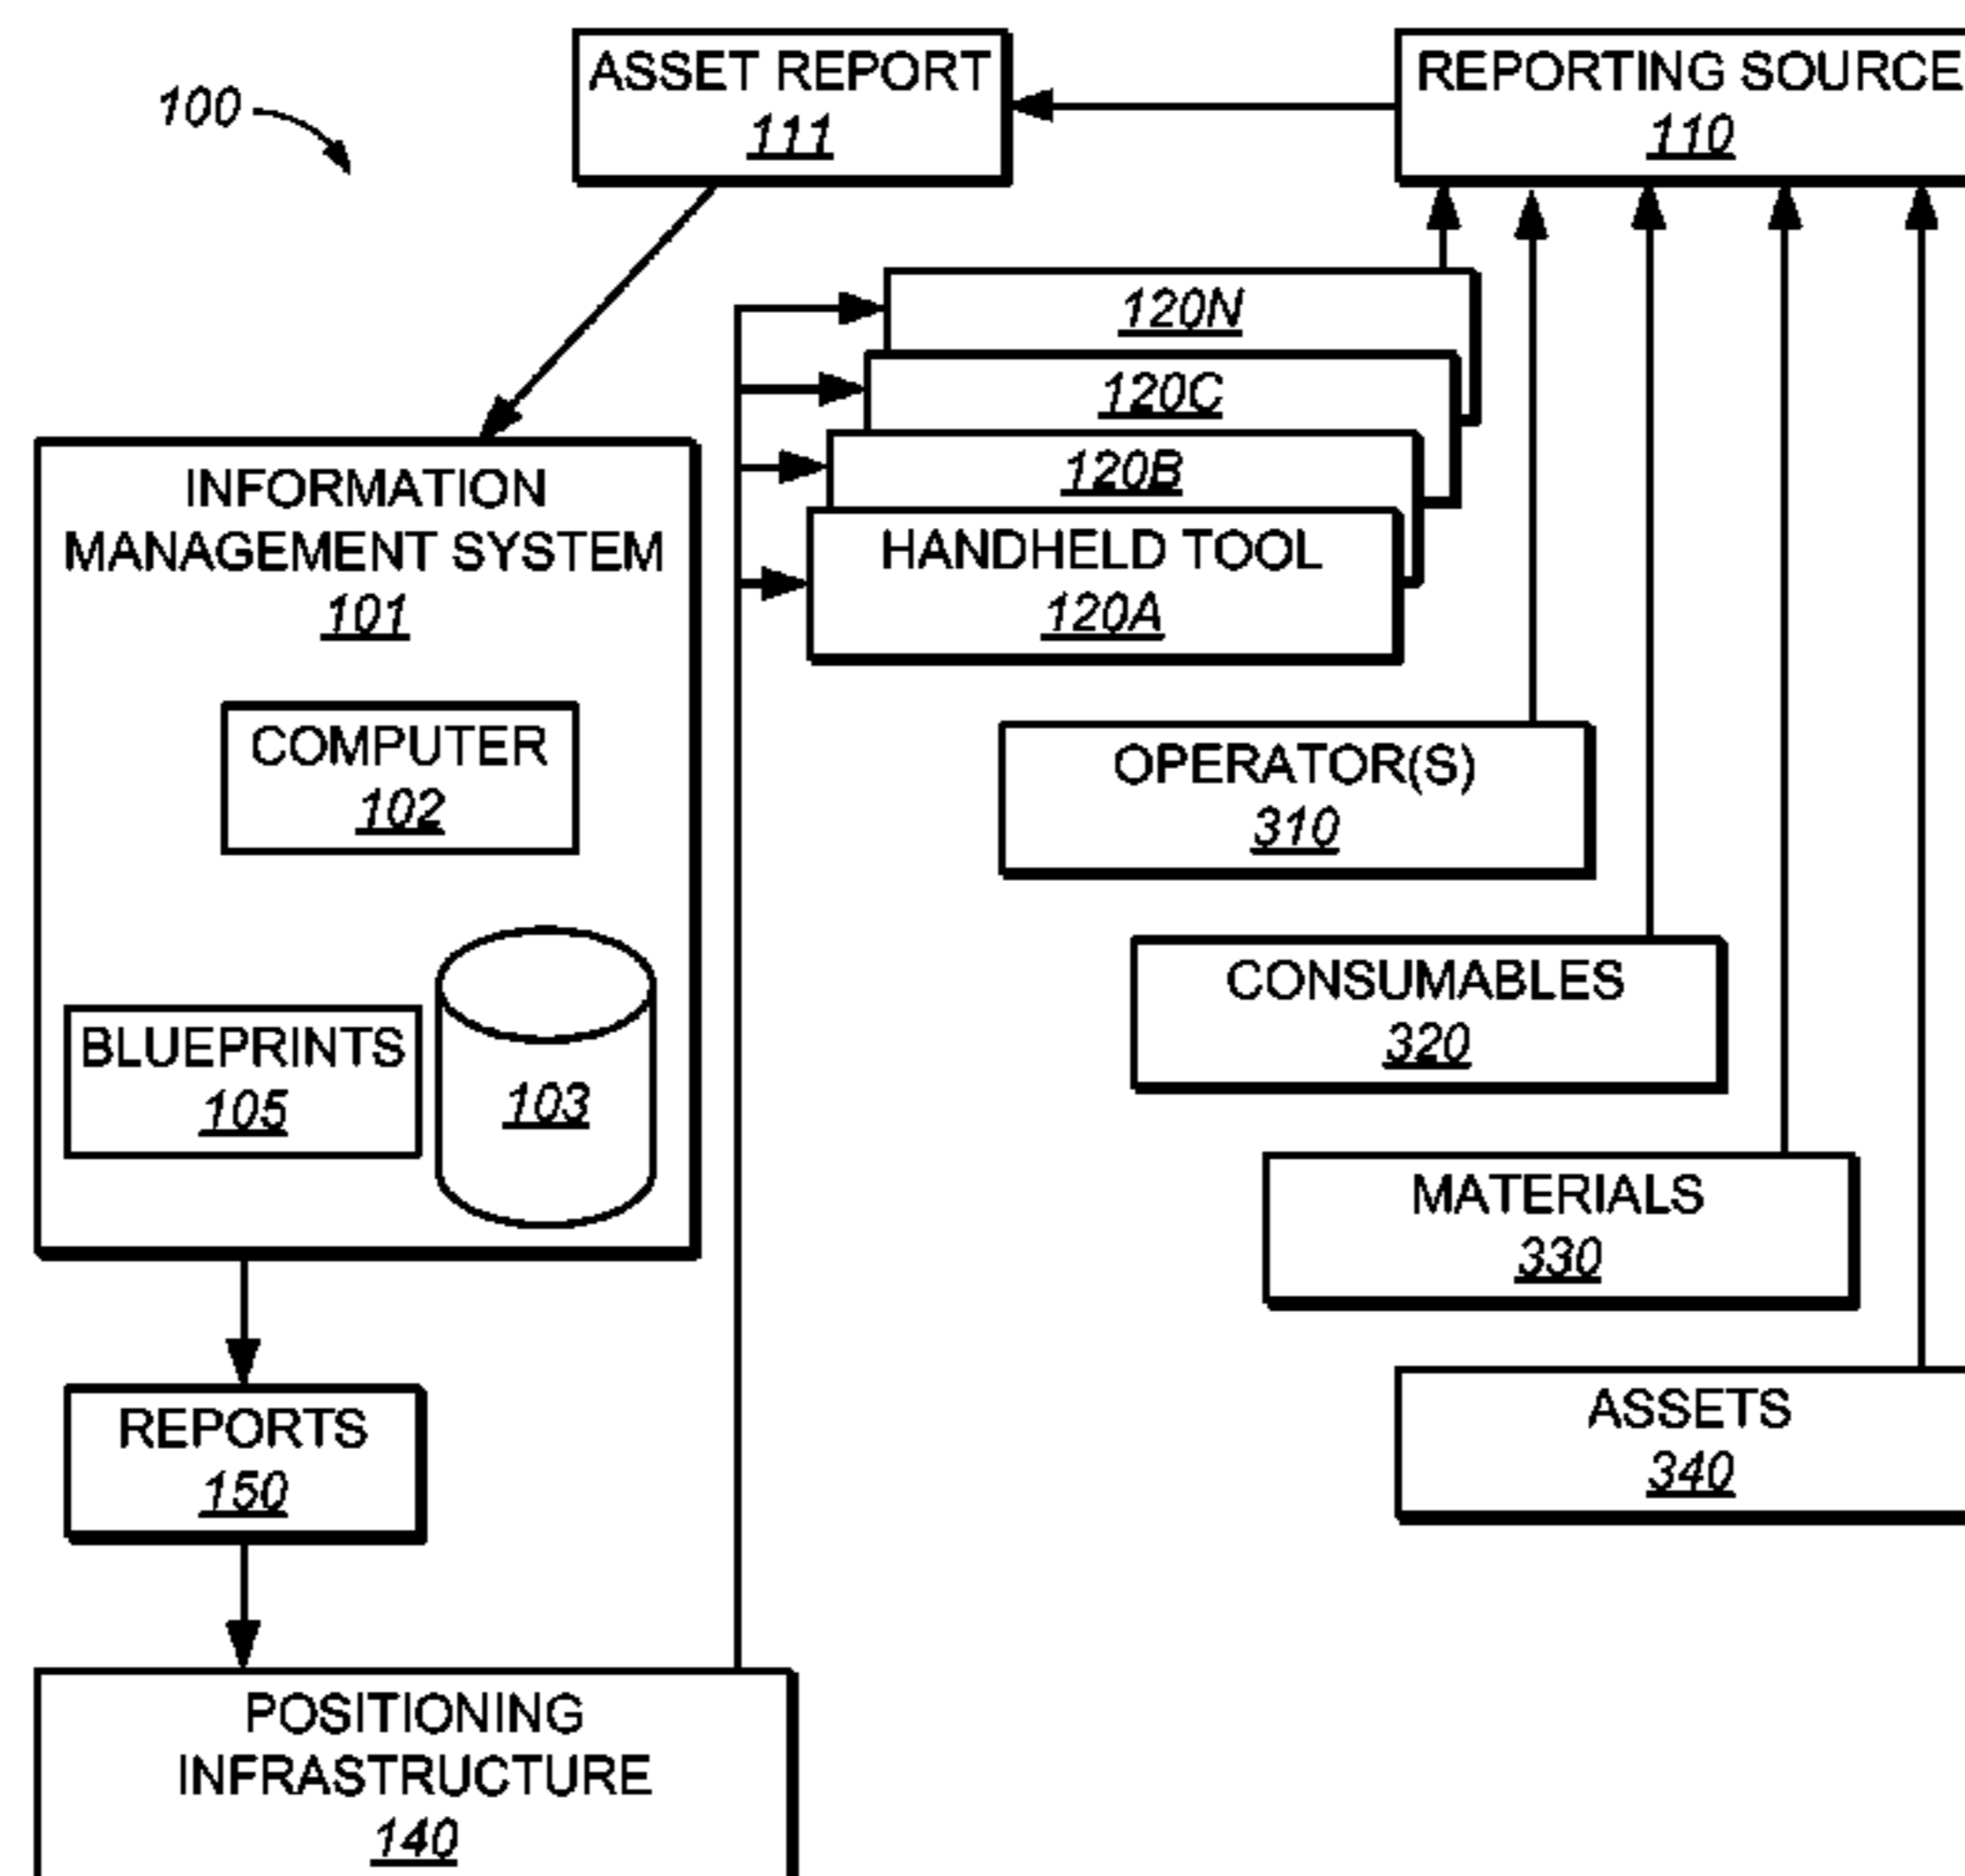 100
ASSET REPORT
111
REPORTING SOURCE
110
120N
120C
120B
HANDHELD TOOL
120A
INFORMATION
MANAGEMENT SYSTEM
101
COMPUTER
102
BLUEPRINTS
105
103
OPERATOR(S)
310
CONSUMABLES
320
MATERIALS
330
ASSETS
340
REPORTS
150
POSITIONING
INFRASTRUCTURE
140